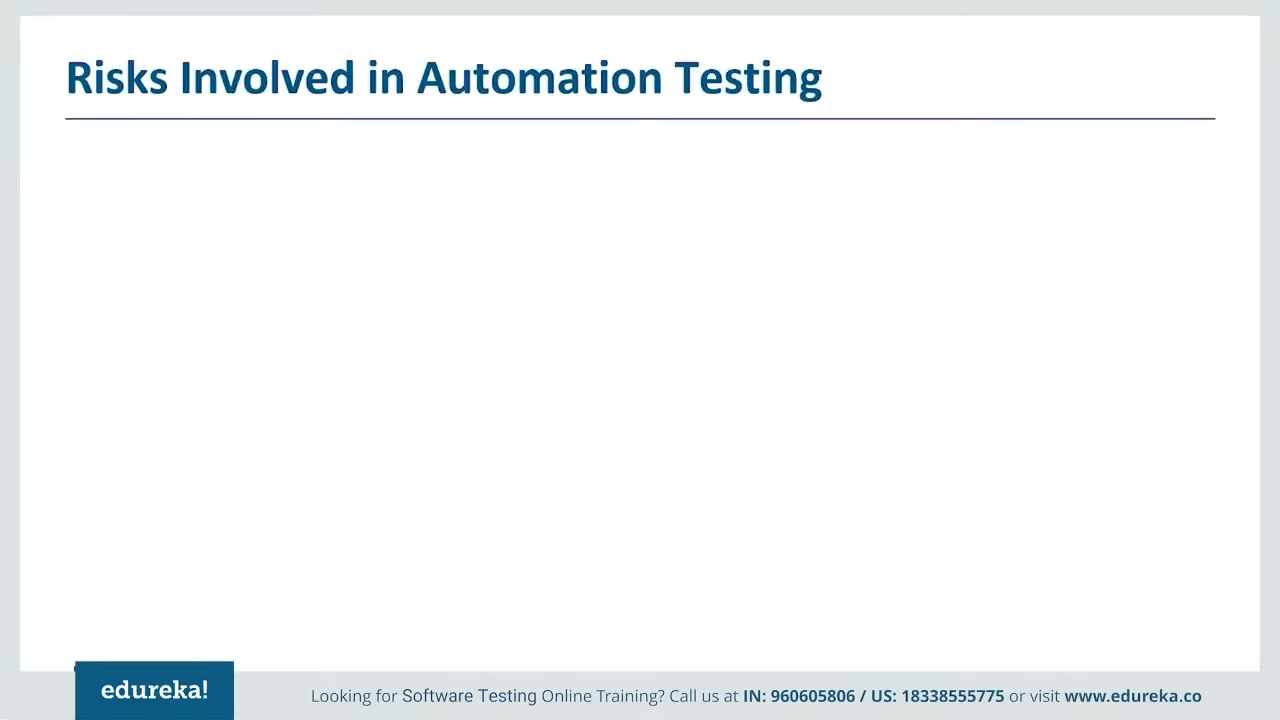 Risks Involved in Automation Testing
edureka!
Looking for Software Testing Online Training? Call us at IN: 960605806 / US: 18338555775 or visit www.edureka.co